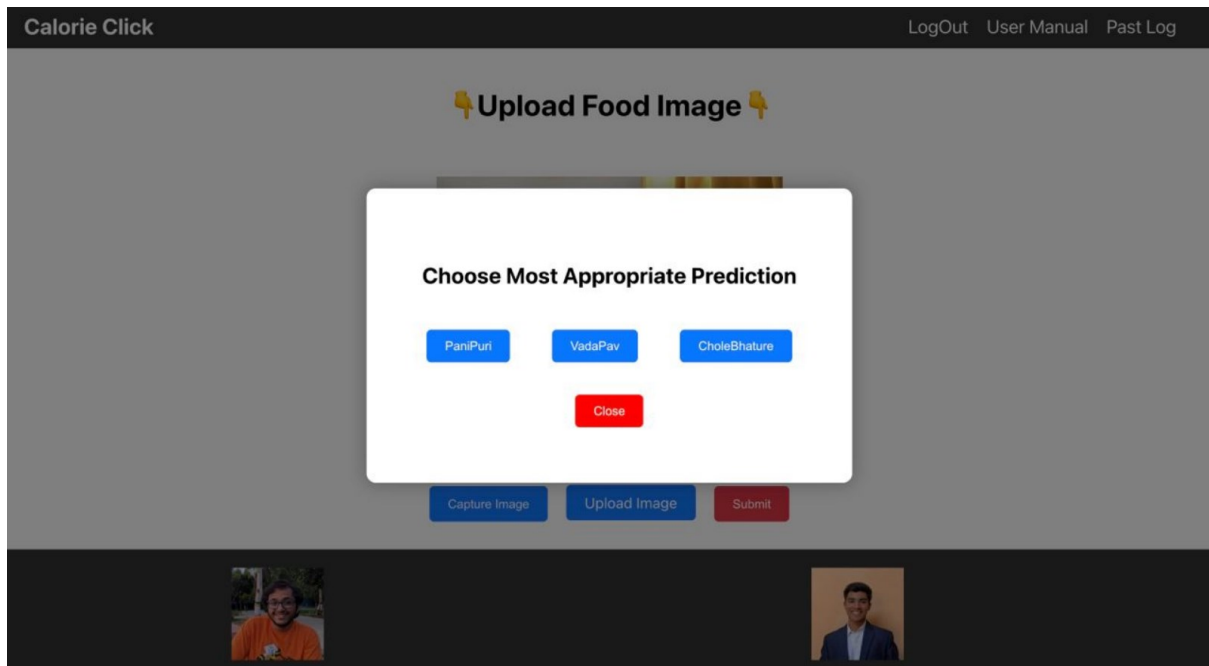 Calorie Click LogOut User Manual Past Log
👇Upload Food Image👇
Choose Most Appropriate Prediction
PaniPuri VadaPav CholeBhature
Close
Capture Image Upload Image Submit